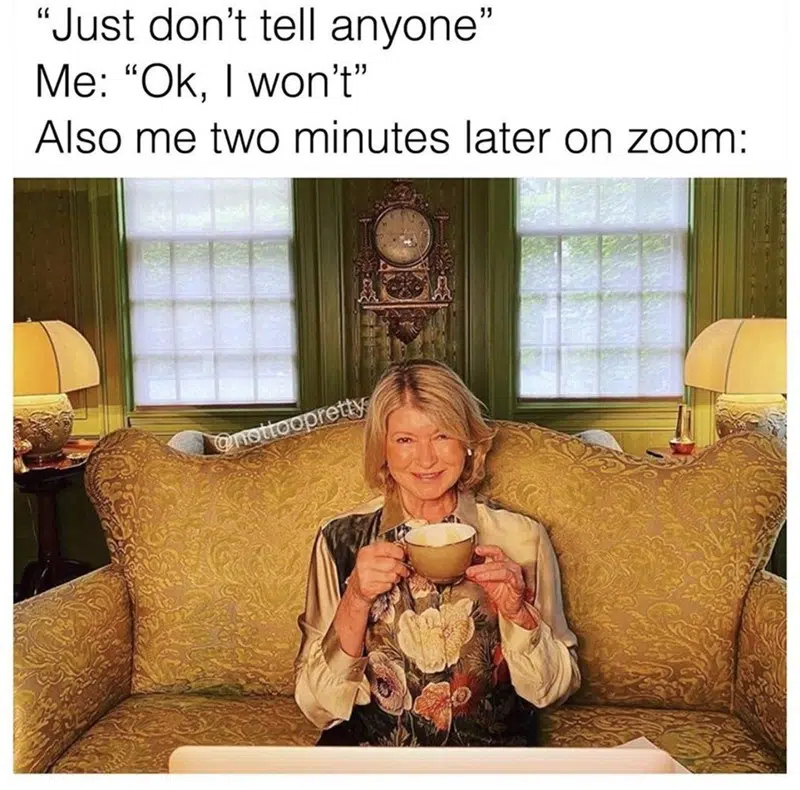 “Just don’t tell anyone”
Me: “Ok, I won’t”
Also me two minutes later on zoom:
@nottoopretty